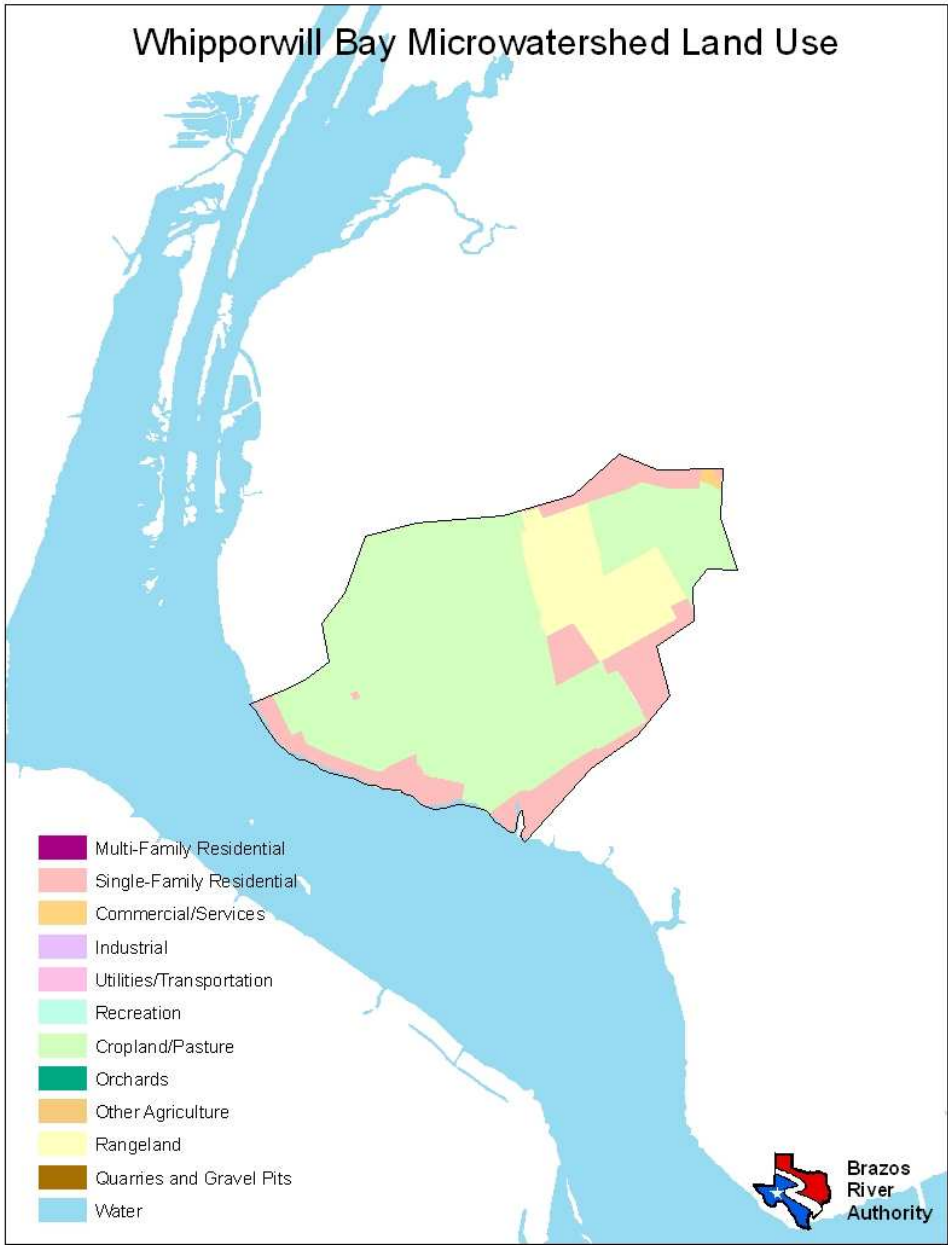 Whipporwill Bay Microwatershed Land Use
Multi-Family Residential
Single-Family Residential
Commercial/Services
Industrial
Utilities/Transportation
Recreation
Cropland/Pasture
Orchards
Other Agriculture
Rangeland
Quarries and Gravel Pits
Water
Brazos
River
Authority